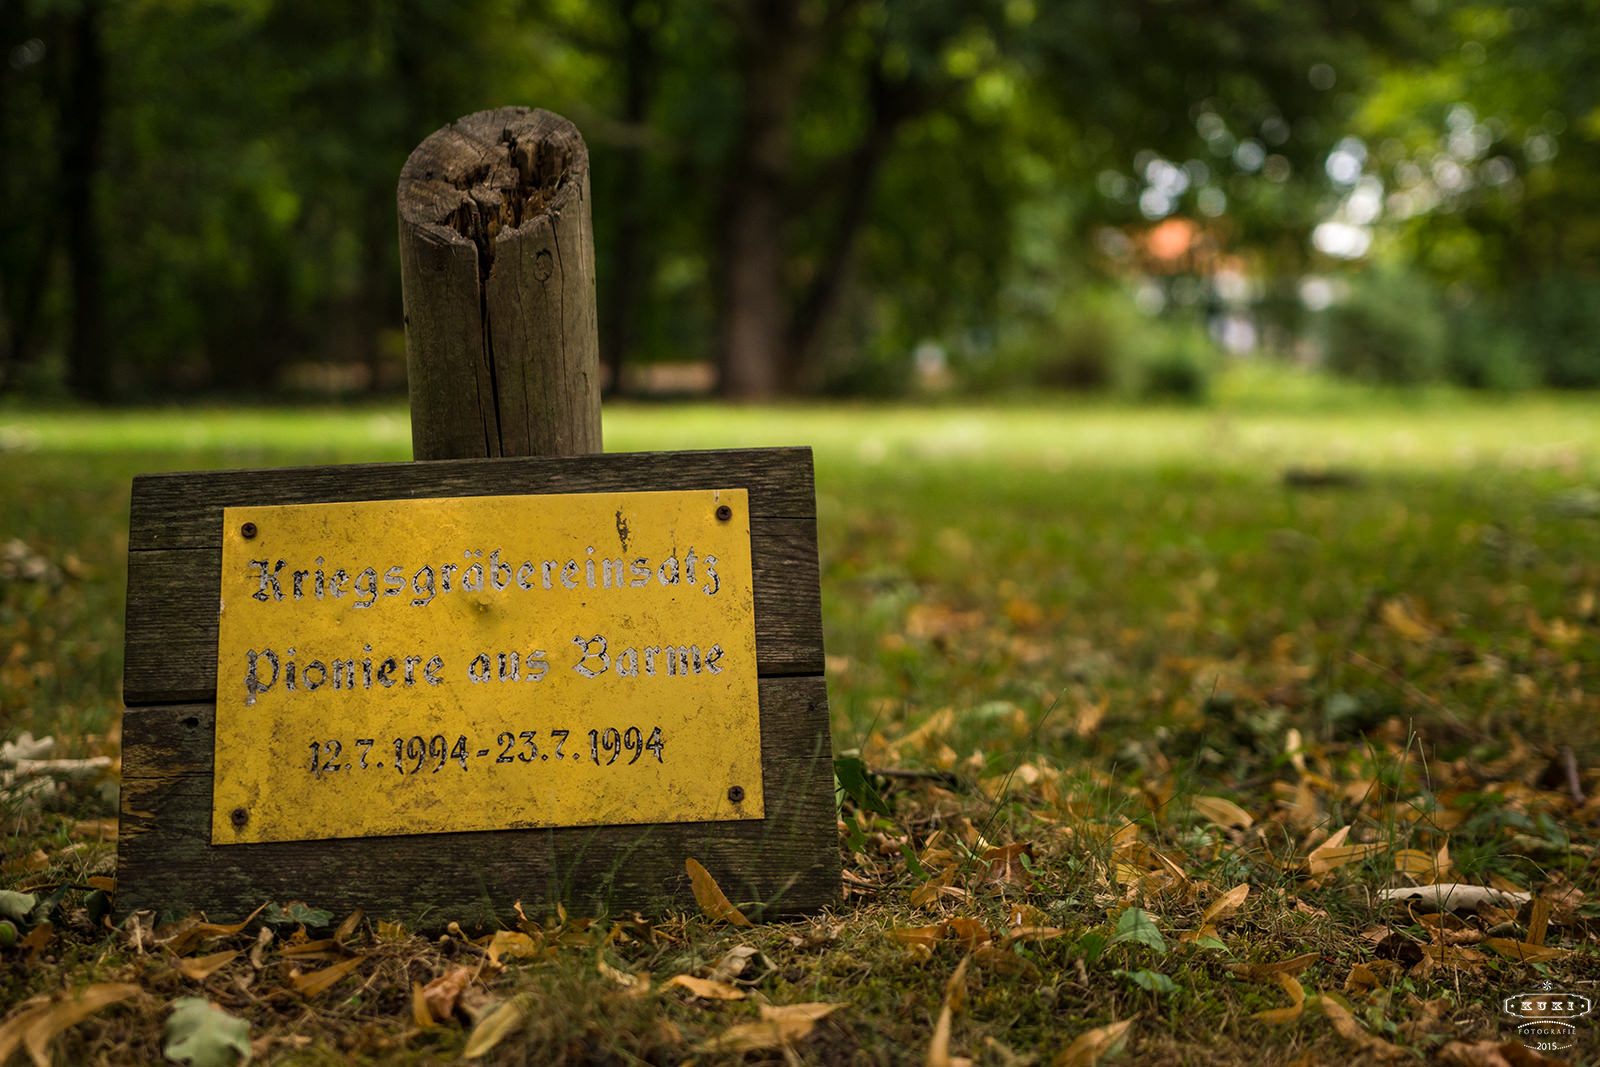 Kriegsgräbereinsatz
Pioniere aus Barme
12.7.1994-23.7.1994
KUKI
FOTOGRAFIE
2015